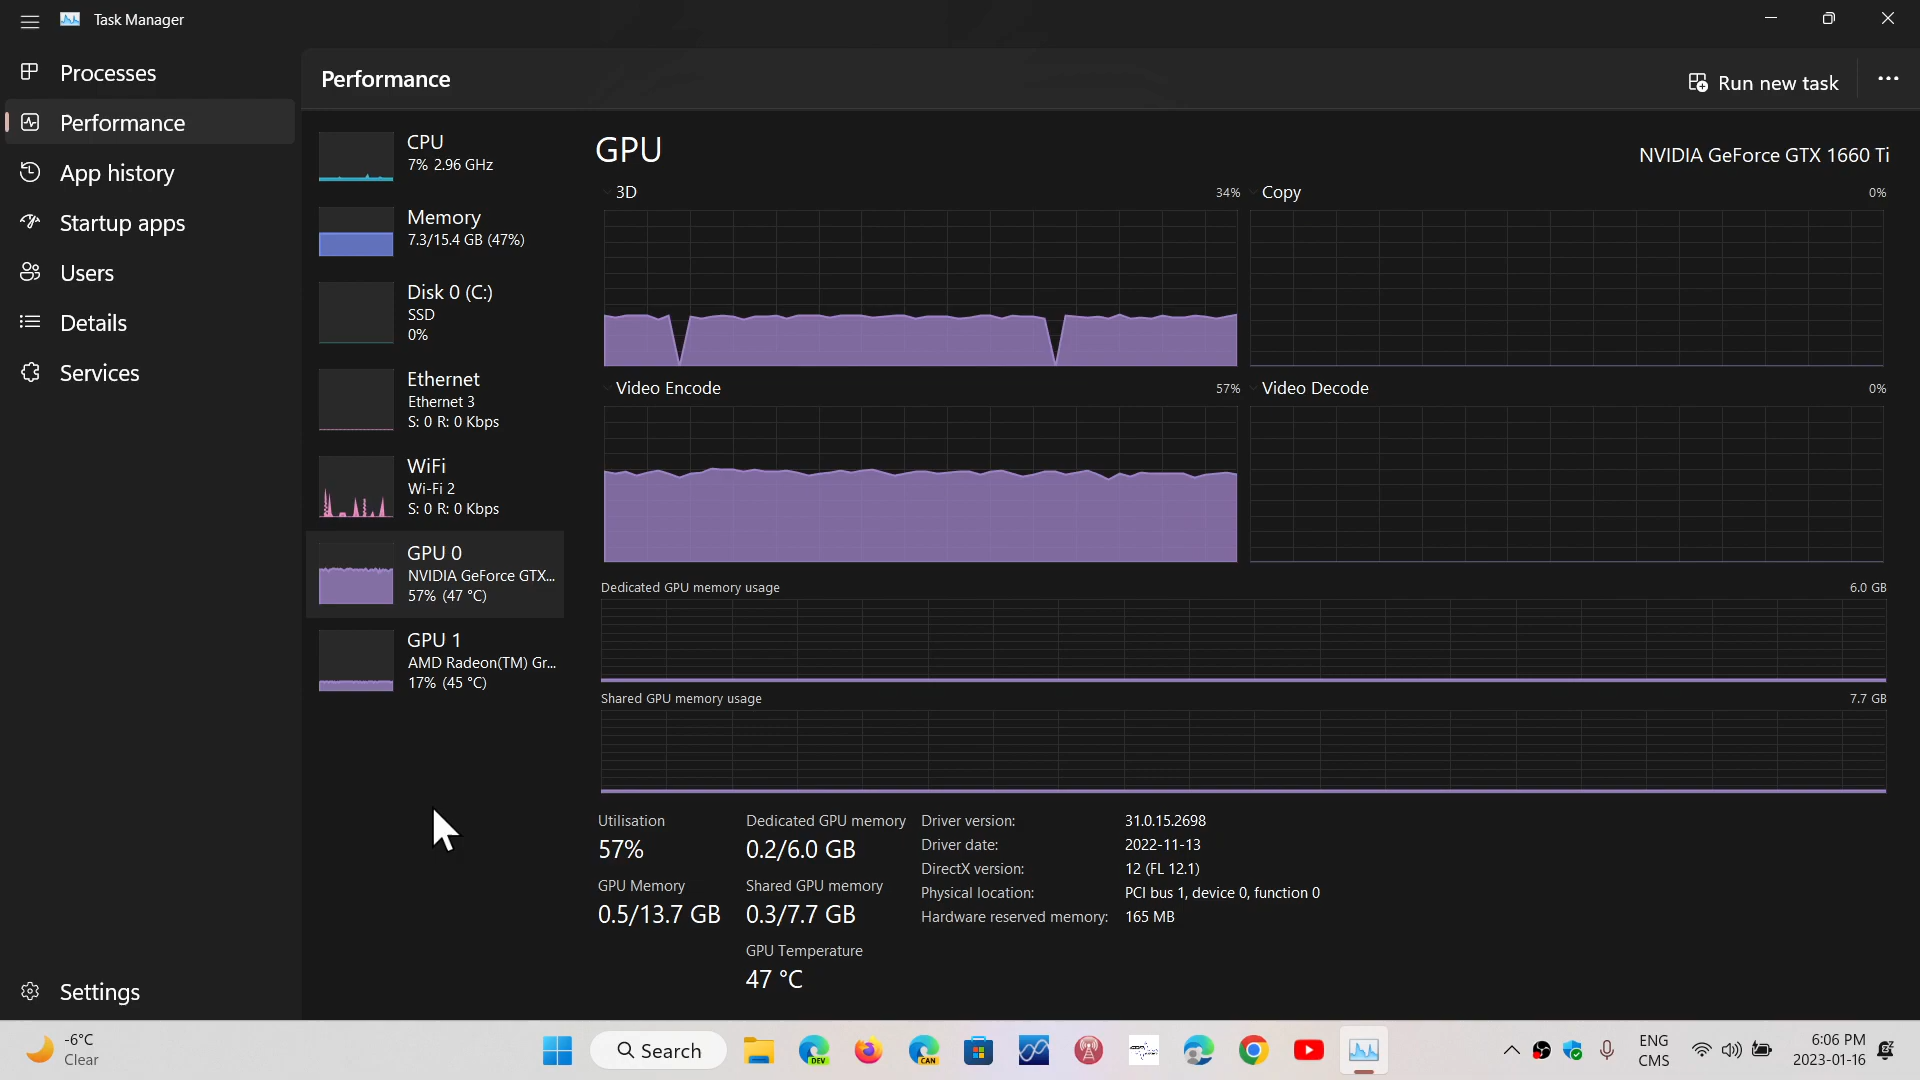 Task Manager
Processes
Performance
App history
Startup apps
Users
Details
Services
Settings
Performance
Run new task
CPU
7% 2.96 GHz
Memory
7.3/15.4 GB (47%)
Disk 0 (C:)
SSD
0%
Ethernet
Ethernet 3
S: 0 R: 0 Kbps
WiFi
Wi-Fi 2
S: 0 R: 0 Kbps
GPU 0
NVIDIA GeForce GTX...
57% (47 °C)
GPU 1
AMD Radeon(TM) Gr...
17% (45 °C)
GPU
NVIDIA GeForce GTX 1660 Ti
3D 34%
Copy 0%
Video Encode 57%
Video Decode 0%
Dedicated GPU memory usage 6.0 GB
Shared GPU memory usage 7.7 GB
Utilisation
57%
GPU Memory
0.5/13.7 GB
Dedicated GPU memory
0.2/6.0 GB
Shared GPU memory
0.3/7.7 GB
GPU Temperature
47 °C
Driver version: 31.0.15.2698
Driver date: 2022-11-13
DirectX version: 12 (FL 12.1)
Physical location: PCI bus 1, device 0, function 0
Hardware reserved memory: 165 MB
-6°C
Clear
Search
DEV
CAN
ENG
CMS
6:06 PM
2023-01-16